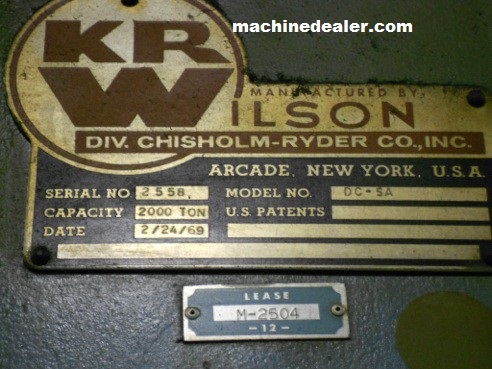 machinedealer.com
KR
MANUFACTURED BY
WILSON
DIV. CHISHOLM-RYDER CO., INC.
ARCADE, NEW YORK, U.S.A.
SERIAL NO 2558, MODEL NO. DC-SA
CAPACITY 2000 TON U.S. PATENTS
DATE 2/24/69
LEASE
M-2504
-12-